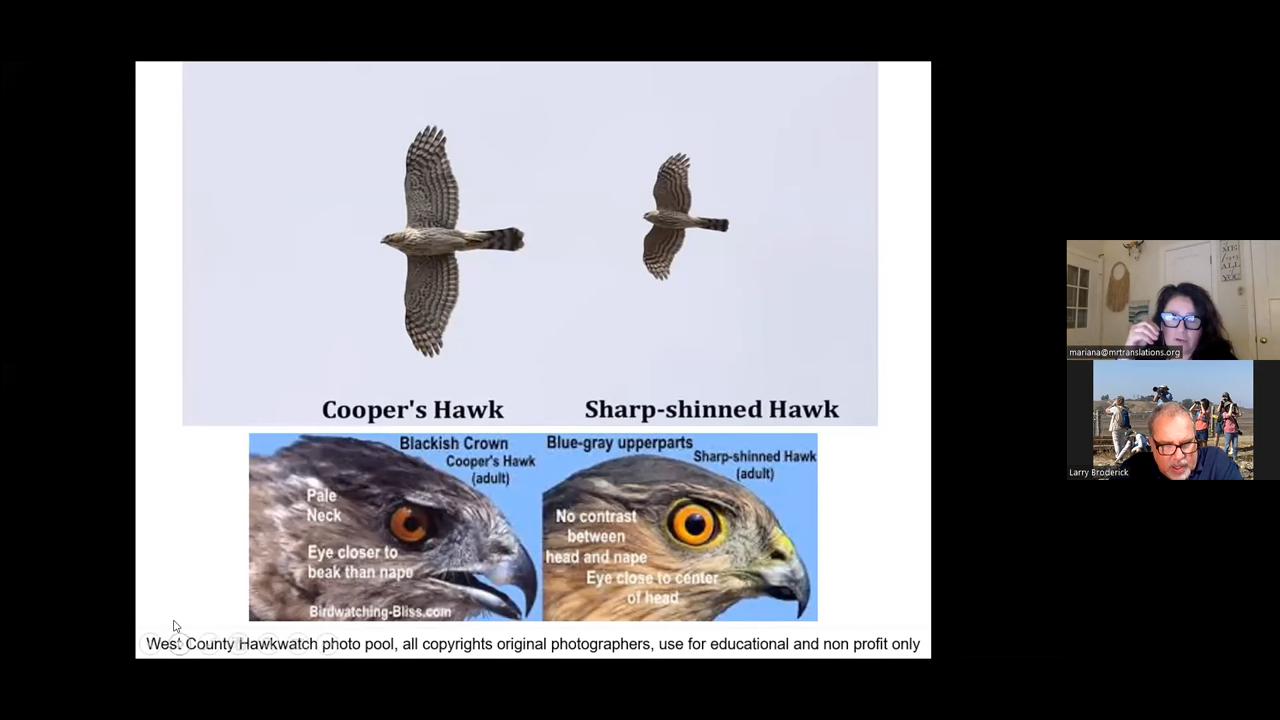 Cooper's Hawk
Sharp-shinned Hawk
Blackish Crown
Cooper's Hawk
(adult)
Pale
Neck
Eye closer to
beak than nape
Birdwatching-Bliss.com
Blue-gray upperparts
Sharp-shinned Hawk
(adult)
No contrast
between
head and nape
Eye close to center
of head
West County Hawkwatch photo pool, all copyrights original photographers, use for educational and non profit only
ME
ALL
YOU
mariana@mrtranslations.org
Larry Broderick